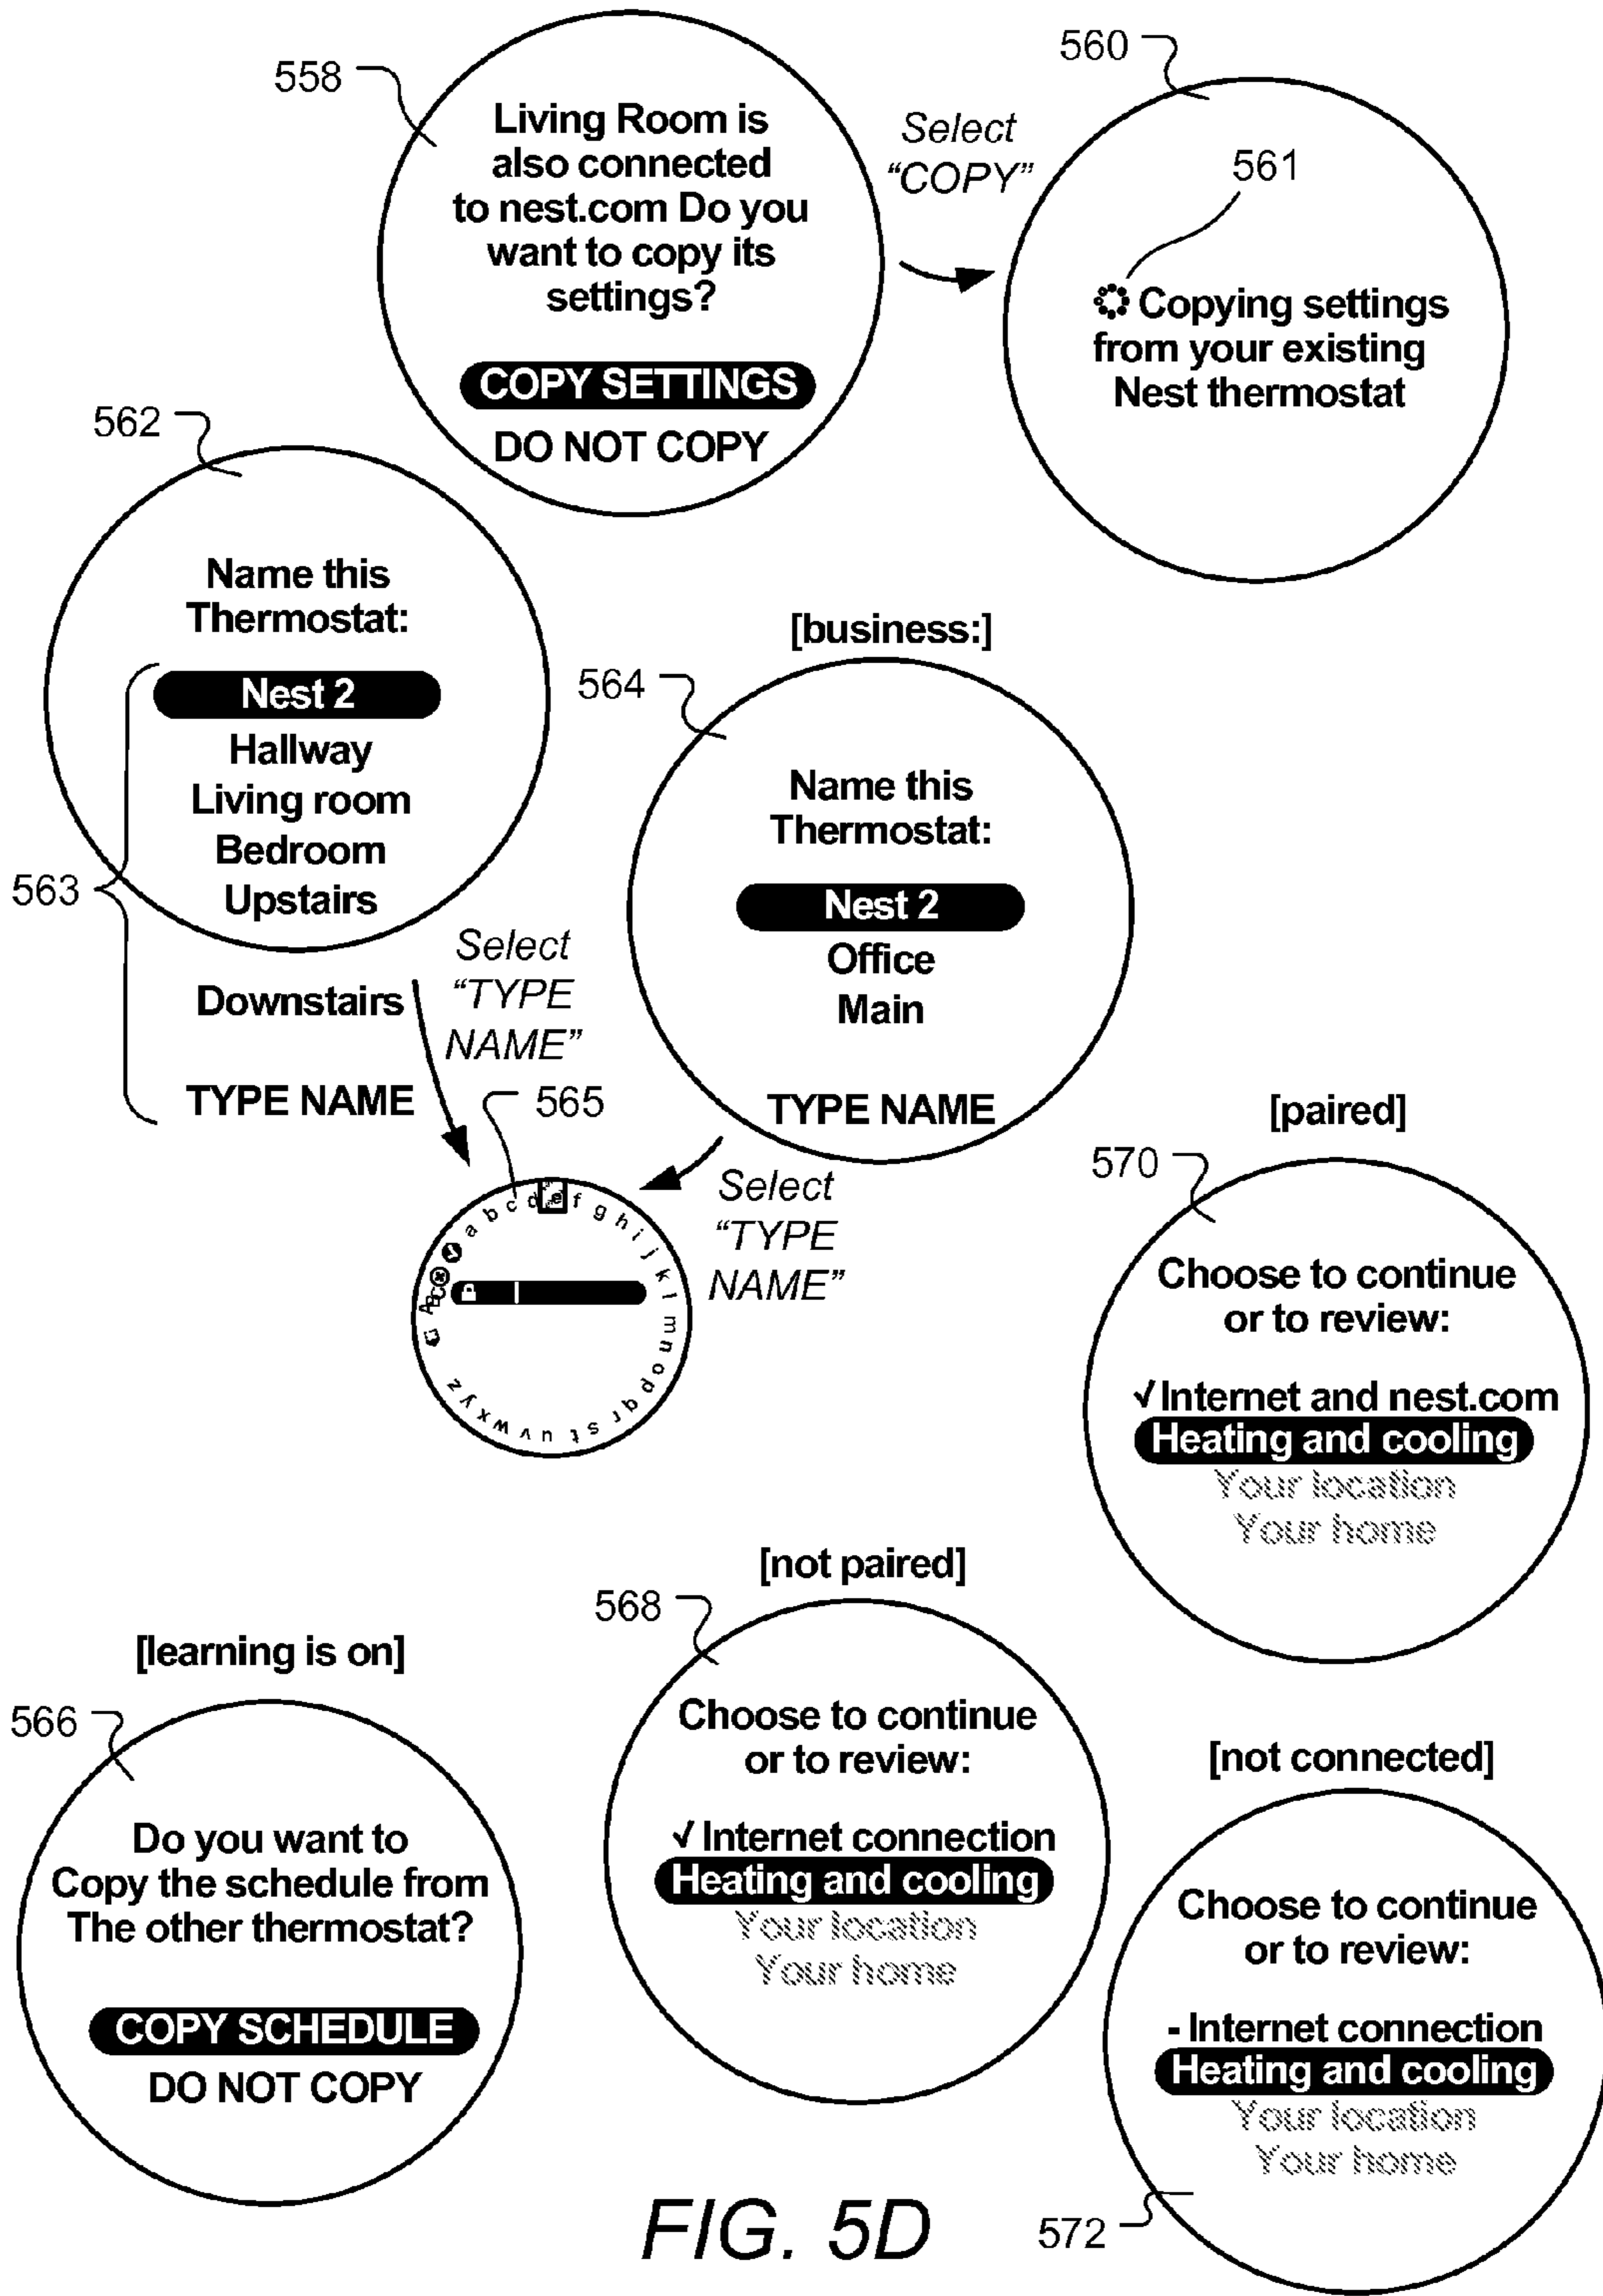 558
Living Room is
also connected
to nest.com Do you
want to copy its
settings?
COPY SETTINGS
DO NOT COPY
Select
“COPY”
560
561
Copying settings
from your existing
Nest thermostat
562
Name this
Thermostat:
563
Nest 2
Hallway
Living room
Bedroom
Upstairs
Downstairs
TYPE NAME
Select
“TYPE
NAME”
[business:]
564
Name this
Thermostat:
Nest 2
Office
Main
TYPE NAME
Select
“TYPE
NAME”
565
a b c d e f g h i j k l m n o p q r s t u v w x y z
[paired]
570
Choose to continue
or to review:
√ Internet and nest.com
Heating and cooling
Your location
Your home
[learning is on]
566
Do you want to
Copy the schedule from
The other thermostat?
COPY SCHEDULE
DO NOT COPY
[not paired]
568
Choose to continue
or to review:
√ Internet connection
Heating and cooling
Your location
Your home
[not connected]
Choose to continue
or to review:
- Internet connection
Heating and cooling
Your location
Your home
572
FIG. 5D